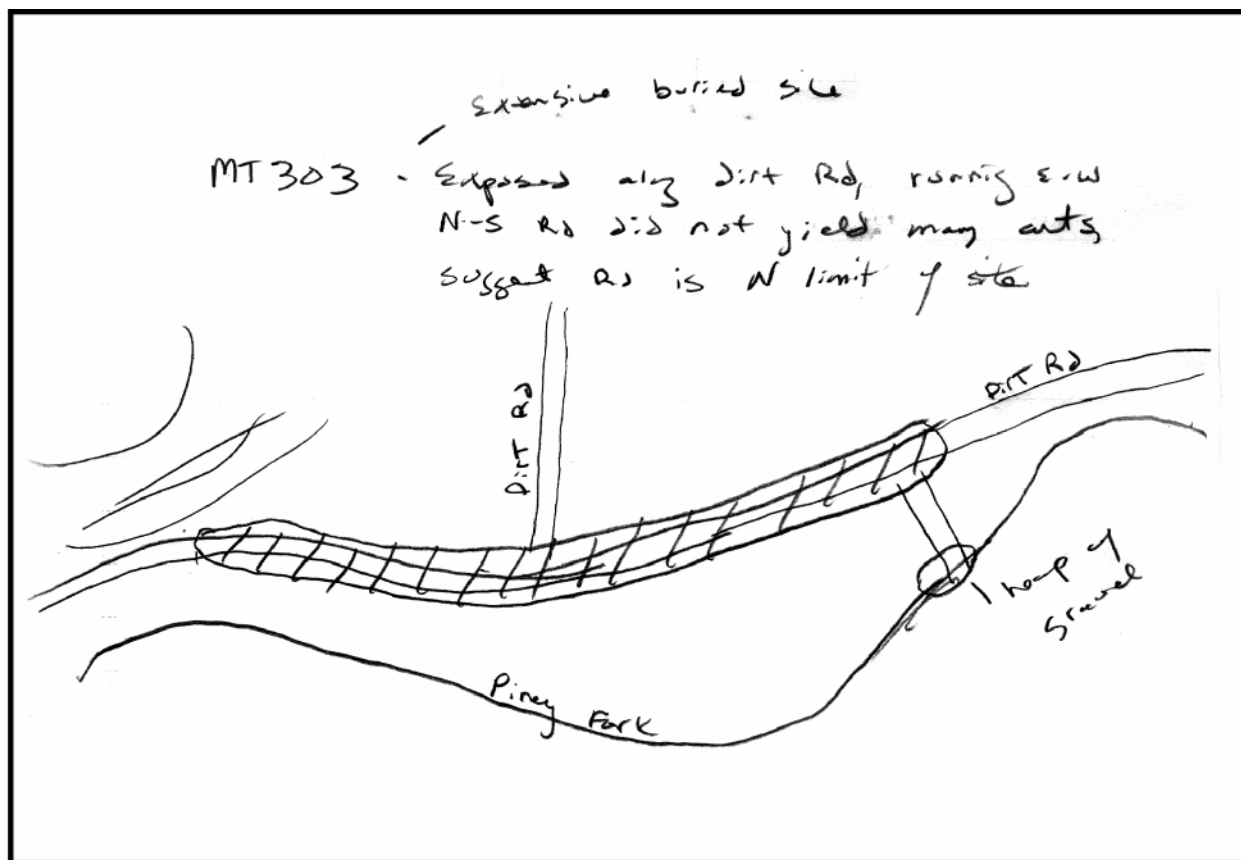 Extensive buried site
MT303 - Exposed alg dirt Rd, running E-W
N-S Rd did not yield many arts,
suggest Rd is N limit of site
Dirt Rd
Dirt Rd
heap of
gravel
Piney Fork